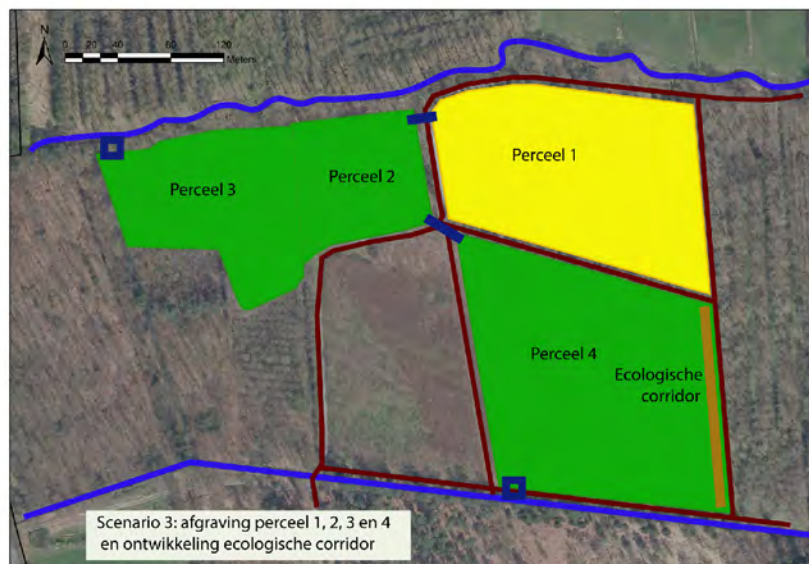 N
0 20 40 80 120
Meters
Perceel 1
Perceel 2
Perceel 3
Perceel 4
Ecologische
corridor
Scenario 3: afgraving perceel 1, 2, 3 en 4
en ontwikkeling ecologische corridor